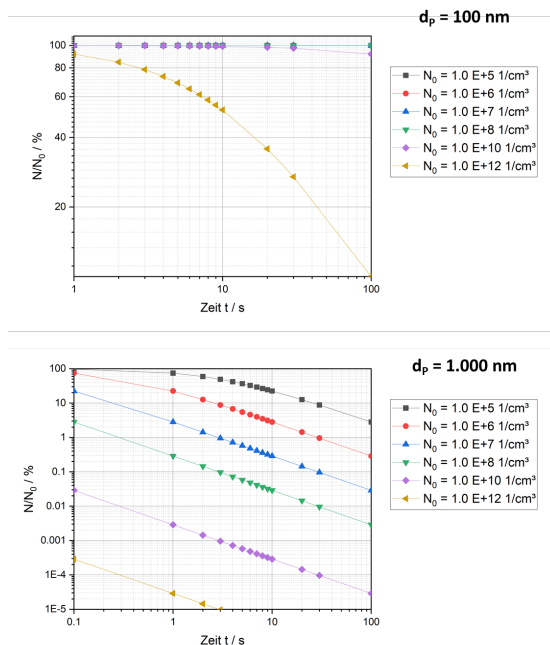 dₚ = 100 nm
100
80
60
40
20
1
10
100
N/N₀ / %
Zeit t / s
N₀ = 1.0 E+5 1/cm³
N₀ = 1.0 E+6 1/cm³
N₀ = 1.0 E+7 1/cm³
N₀ = 1.0 E+8 1/cm³
N₀ = 1.0 E+10 1/cm³
N₀ = 1.0 E+12 1/cm³
dₚ = 1.000 nm
100
10
1
0.1
0.01
0.001
1E-4
1E-5
0.1
1
10
100
N/N₀ / %
Zeit t / s
N₀ = 1.0 E+5 1/cm³
N₀ = 1.0 E+6 1/cm³
N₀ = 1.0 E+7 1/cm³
N₀ = 1.0 E+8 1/cm³
N₀ = 1.0 E+10 1/cm³
N₀ = 1.0 E+12 1/cm³